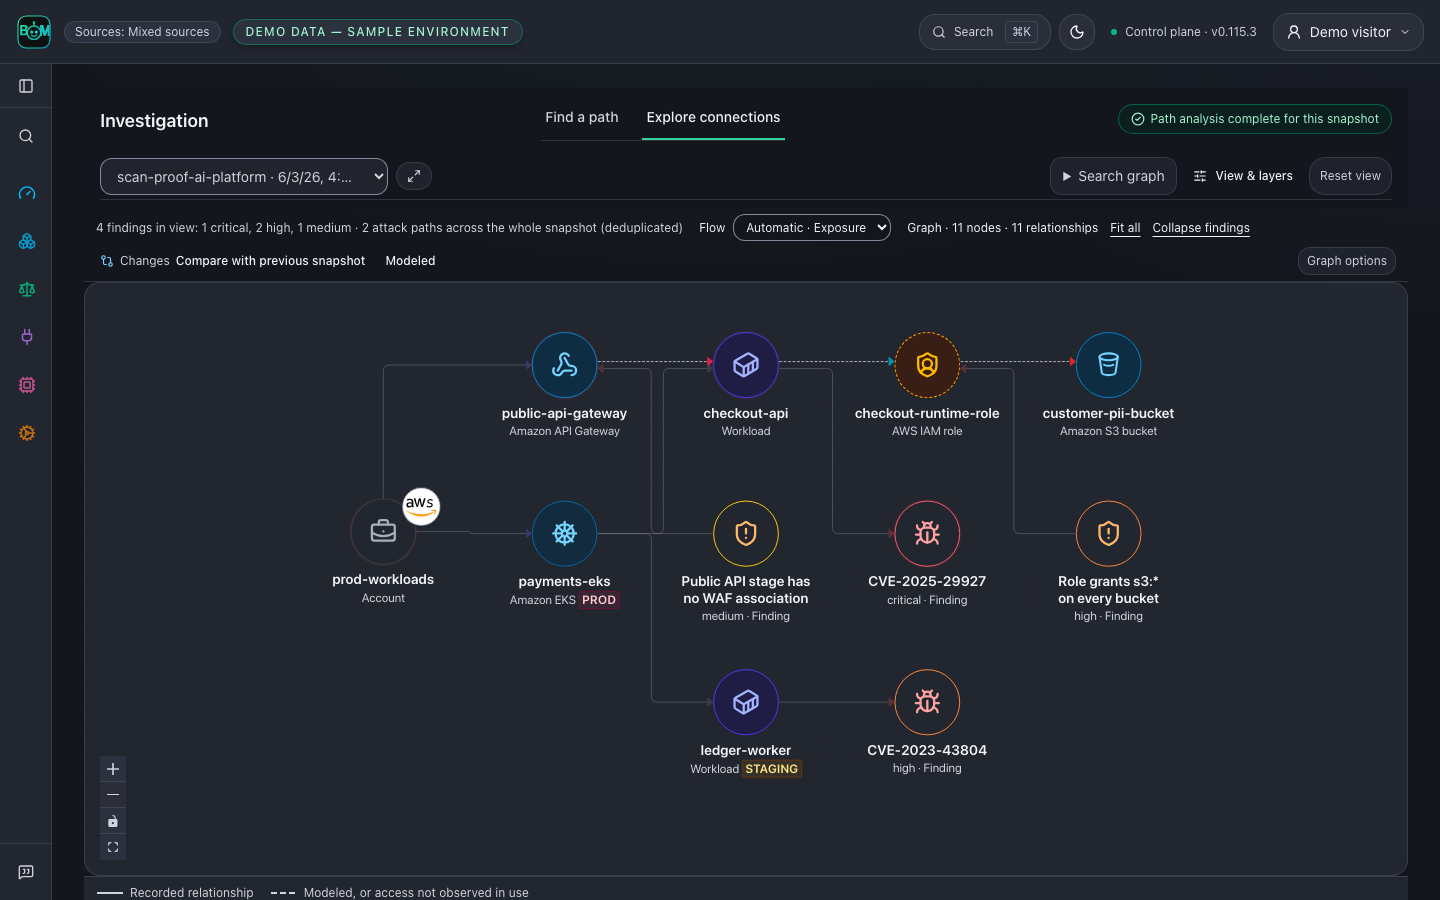 BOM
Sources: Mixed sources
DEMO DATA — SAMPLE ENVIRONMENT
Search
⌘K
Control plane · v0.115.3
Demo visitor
Investigation
Find a path
Explore connections
Path analysis complete for this snapshot
scan-proof-ai-platform · 6/3/26, 4:...
Search graph
View & layers
Reset view
4 findings in view: 1 critical, 2 high, 1 medium · 2 attack paths across the whole snapshot (deduplicated)
Flow
Automatic · Exposure
Graph · 11 nodes · 11 relationships
Fit all
Collapse findings
Changes
Compare with previous snapshot
Modeled
Graph options
public-api-gateway
Amazon API Gateway
checkout-api
Workload
checkout-runtime-role
AWS IAM role
customer-pii-bucket
Amazon S3 bucket
aws
prod-workloads
Account
payments-eks
Amazon EKS PROD
Public API stage has
no WAF association
medium · Finding
CVE-2025-29927
critical · Finding
Role grants s3:*
on every bucket
high · Finding
ledger-worker
Workload STAGING
CVE-2023-43804
high · Finding
Recorded relationship
Modeled, or access not observed in use